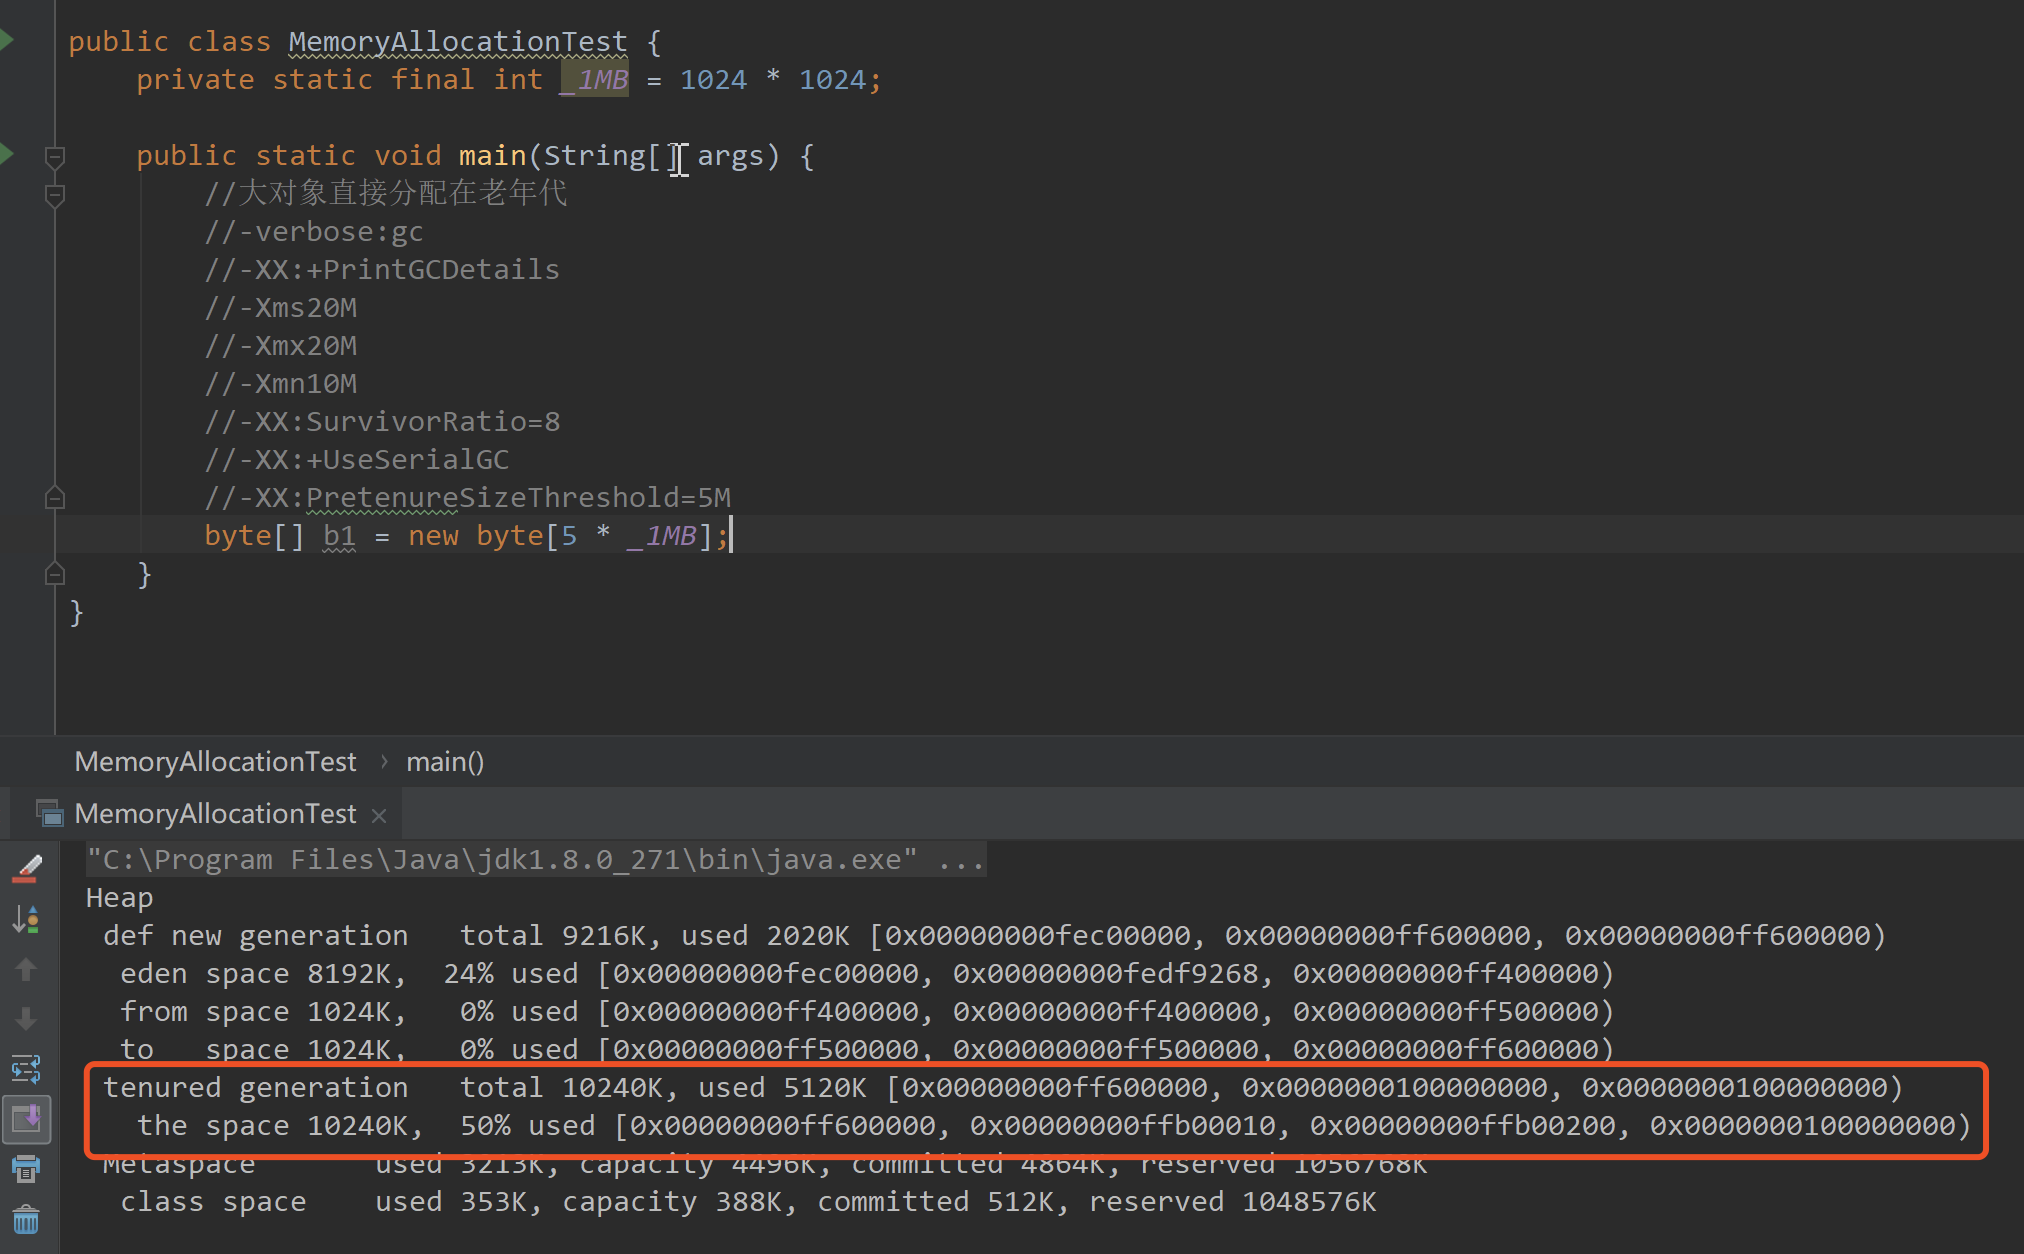 public class MemoryAllocationTest {
private static final int _1MB = 1024 * 1024;
public static void main(String[] args) {
//大对象直接分配在老年代
//-verbose:gc
//-XX:+PrintGCDetails
//-Xms20M
//-Xmx20M
//-Xmn10M
//-XX:SurvivorRatio=8
//-XX:+UseSerialGC
//-XX:PretenureSizeThreshold=5M
byte[] b1 = new byte[5 * _1MB];
}
}
MemoryAllocationTest › main()
MemoryAllocationTest ×
"C:\Program Files\Java\jdk1.8.0_271\bin\java.exe" ...
Heap
def new generation   total 9216K, used 2020K [0x00000000fec00000, 0x00000000ff600000, 0x00000000ff600000)
eden space 8192K,  24% used [0x00000000fec00000, 0x00000000fedf9268, 0x00000000ff400000)
from space 1024K,   0% used [0x00000000ff400000, 0x00000000ff400000, 0x00000000ff500000)
to   space 1024K,   0% used [0x00000000ff500000, 0x00000000ff500000, 0x00000000ff600000)
tenured generation   total 10240K, used 5120K [0x00000000ff600000, 0x0000000100000000, 0x0000000100000000)
the space 10240K,  50% used [0x00000000ff600000, 0x00000000ffb00010, 0x00000000ffb00200, 0x0000000100000000)
Metaspace       used 3213K, capacity 4496K, committed 4864K, reserved 1056768K
class space    used 353K, capacity 388K, committed 512K, reserved 1048576K